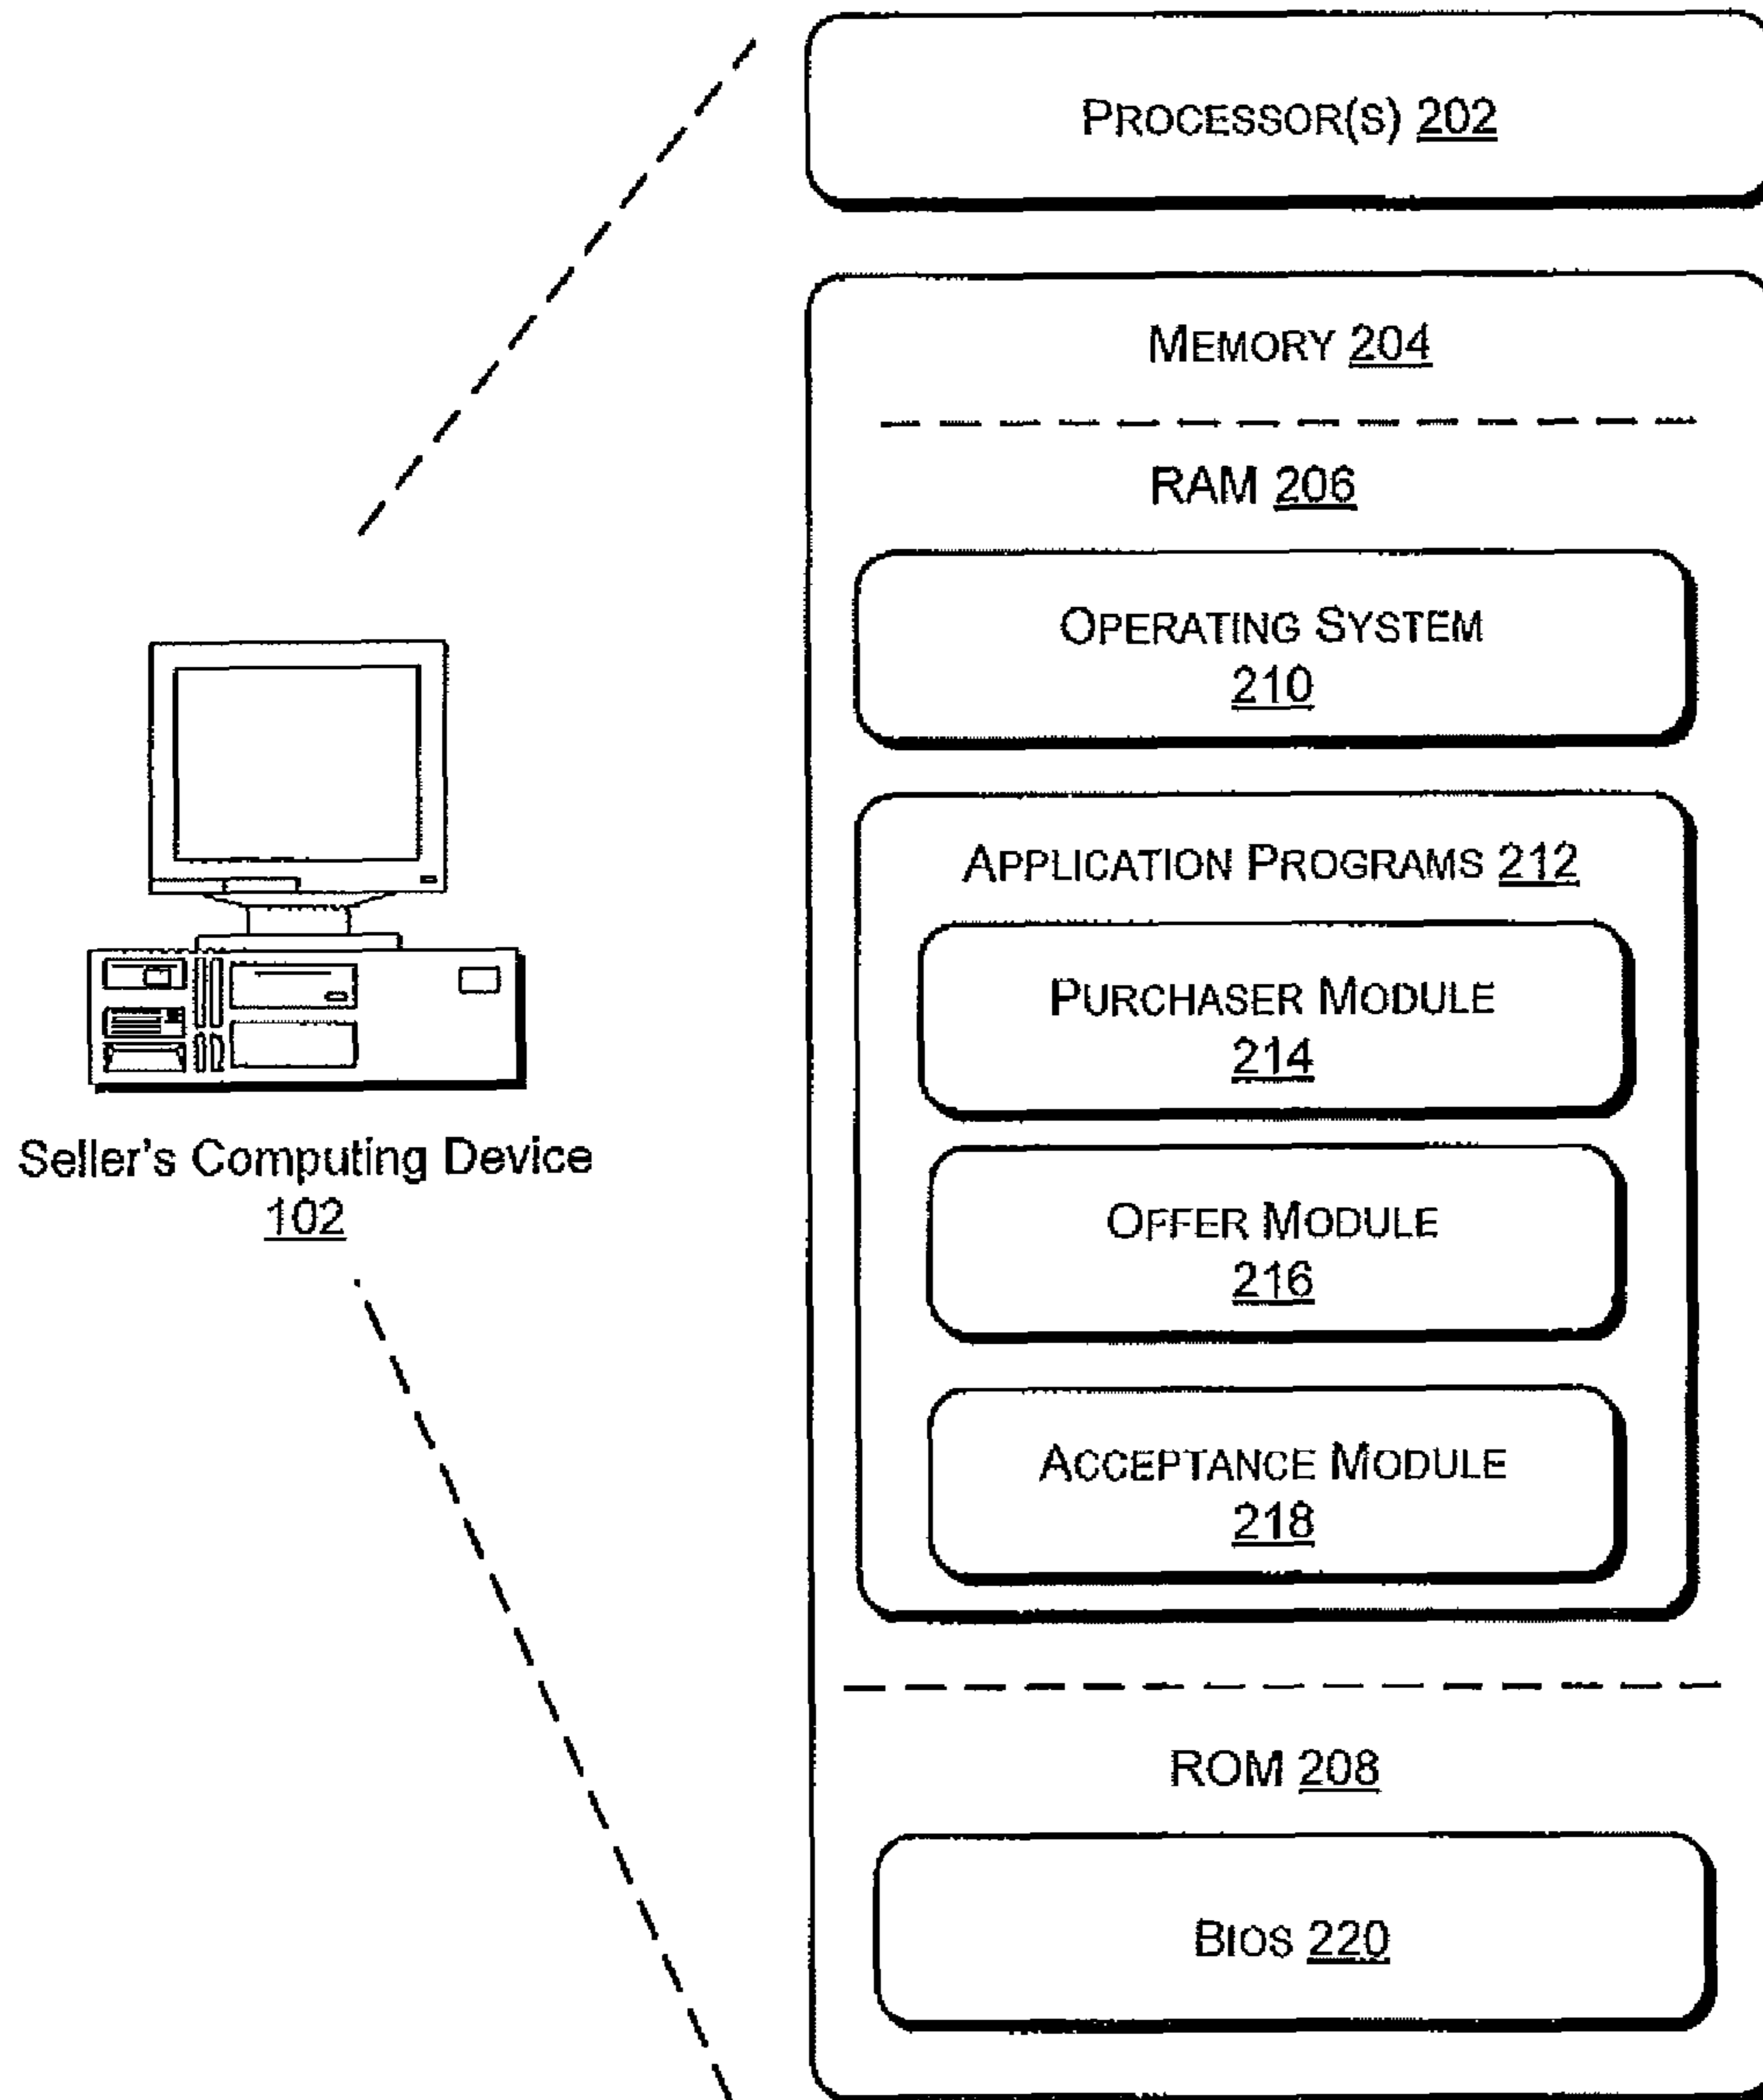 PROCESSOR(S) 202
MEMORY 204
RAM 206
OPERATING SYSTEM
210
APPLICATION PROGRAMS 212
PURCHASER MODULE
214
OFFER MODULE
216
ACCEPTANCE MODULE
218
ROM 208
BIOS 220
Seller's Computing Device
102